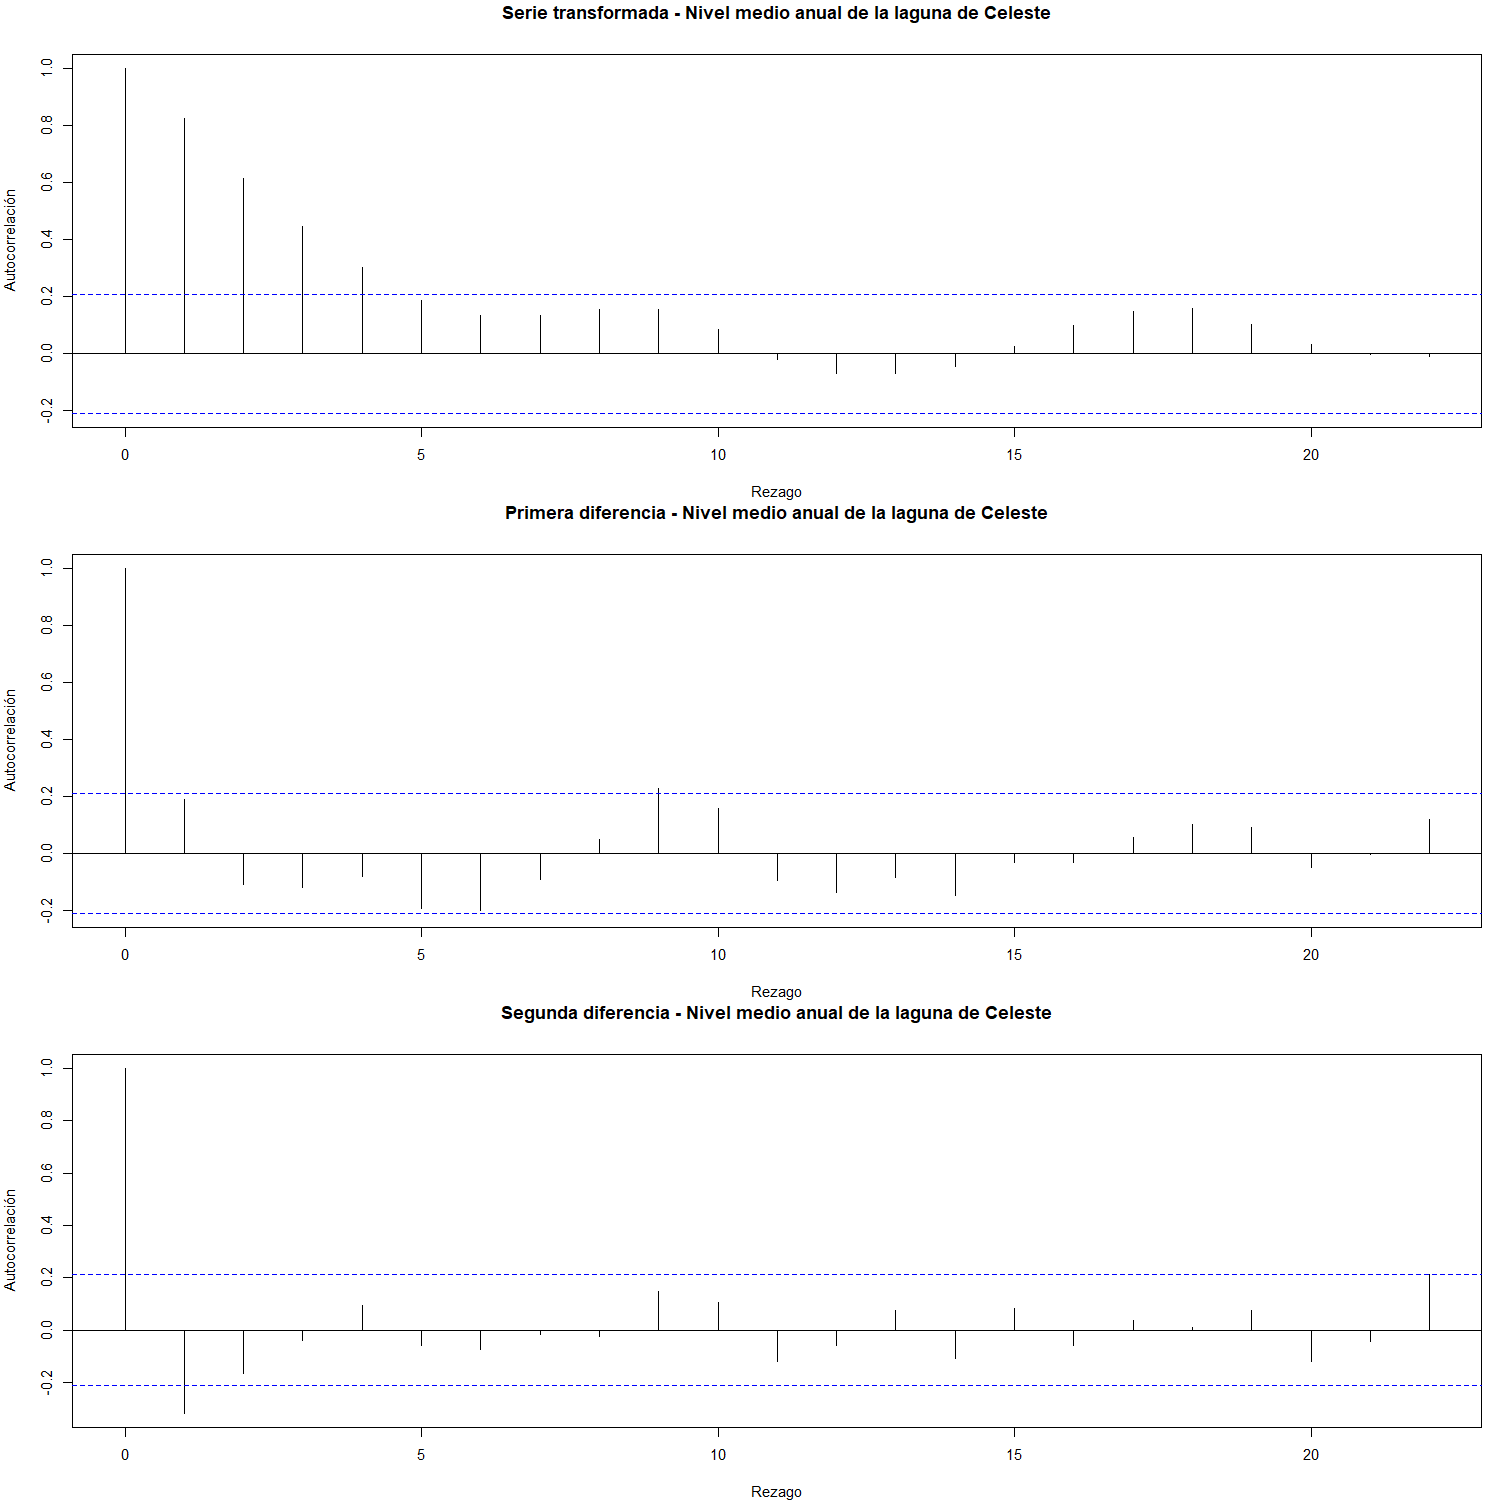 Serie transformada - Nivel medio anual de la laguna de Celeste
Autocorrelación
1.0
0.8
0.6
0.4
0.2
0.0
-0.2
0 5 10 15 20
Rezago
Primera diferencia - Nivel medio anual de la laguna de Celeste
Autocorrelación
1.0
0.8
0.6
0.4
0.2
0.0
-0.2
0 5 10 15 20
Rezago
Segunda diferencia - Nivel medio anual de la laguna de Celeste
Autocorrelación
1.0
0.8
0.6
0.4
0.2
0.0
-0.2
0 5 10 15 20
Rezago